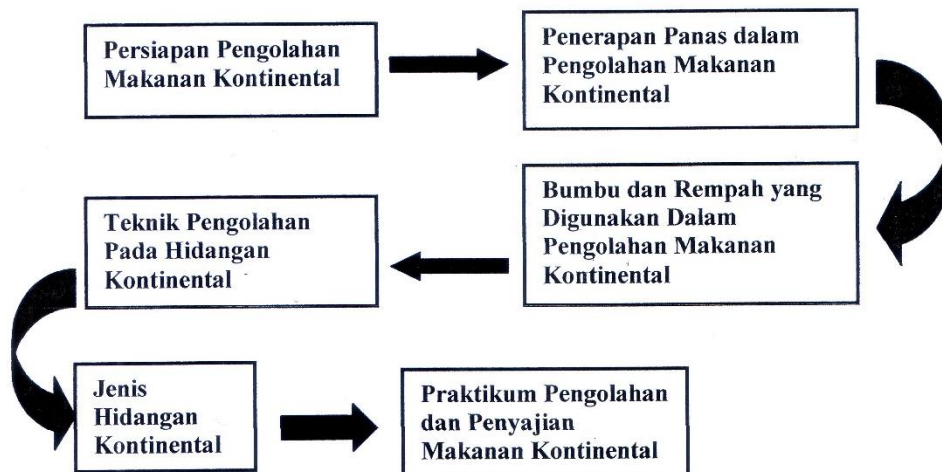 Persiapan Pengolahan
Makanan Kontinental
Penerapan Panas dalam
Pengolahan Makanan
Kontinental
Bumbu dan Rempah yang
Digunakan Dalam
Pengolahan Makanan
Kontinental
Teknik Pengolahan
Pada Hidangan
Kontinental
Jenis
Hidangan
Kontinental
Praktikum Pengolahan
dan Penyajian
Makanan Kontinental